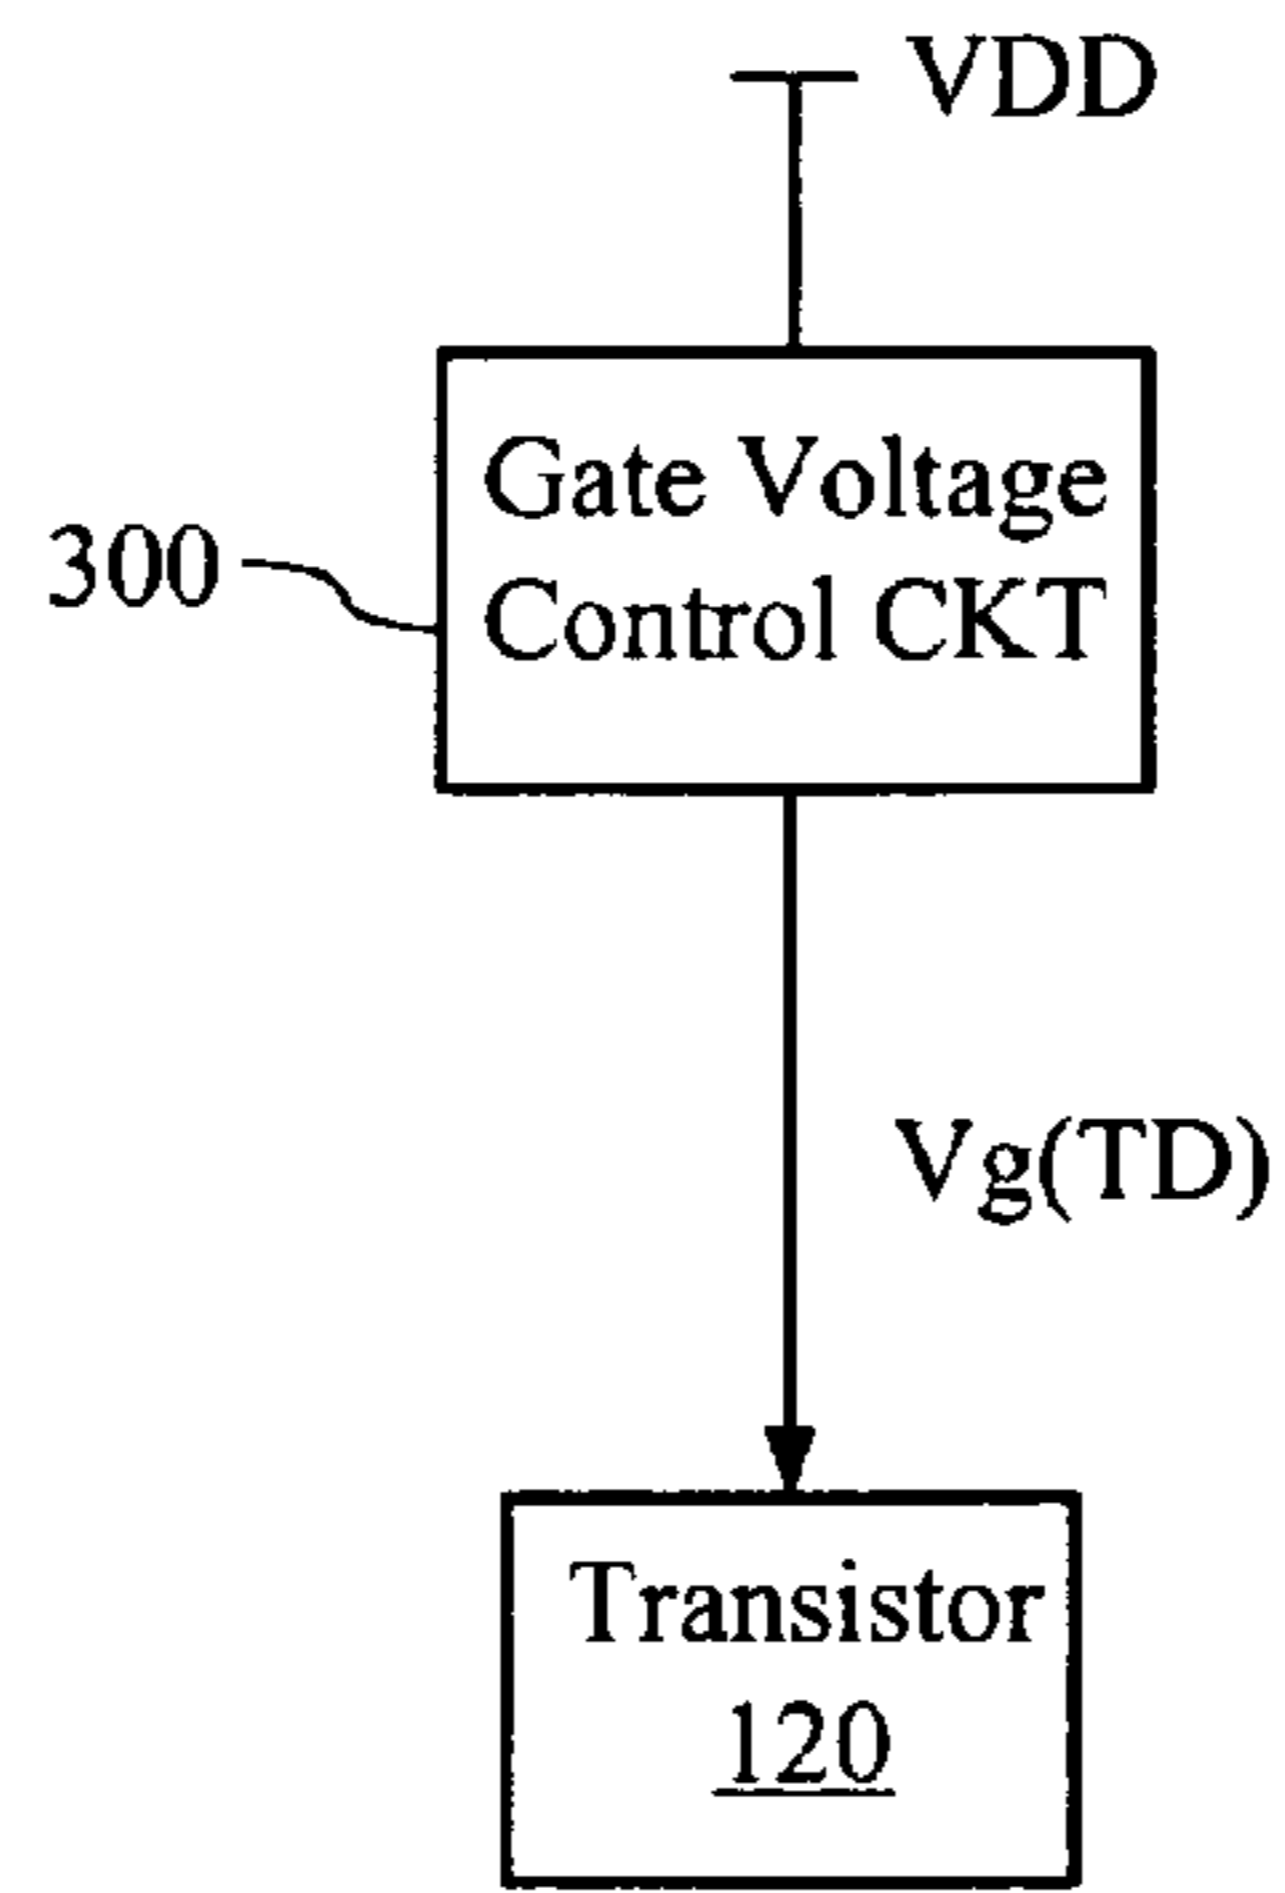 VDD
Gate Voltage
300
Control CKT
Vg(TD)
Transistor
120